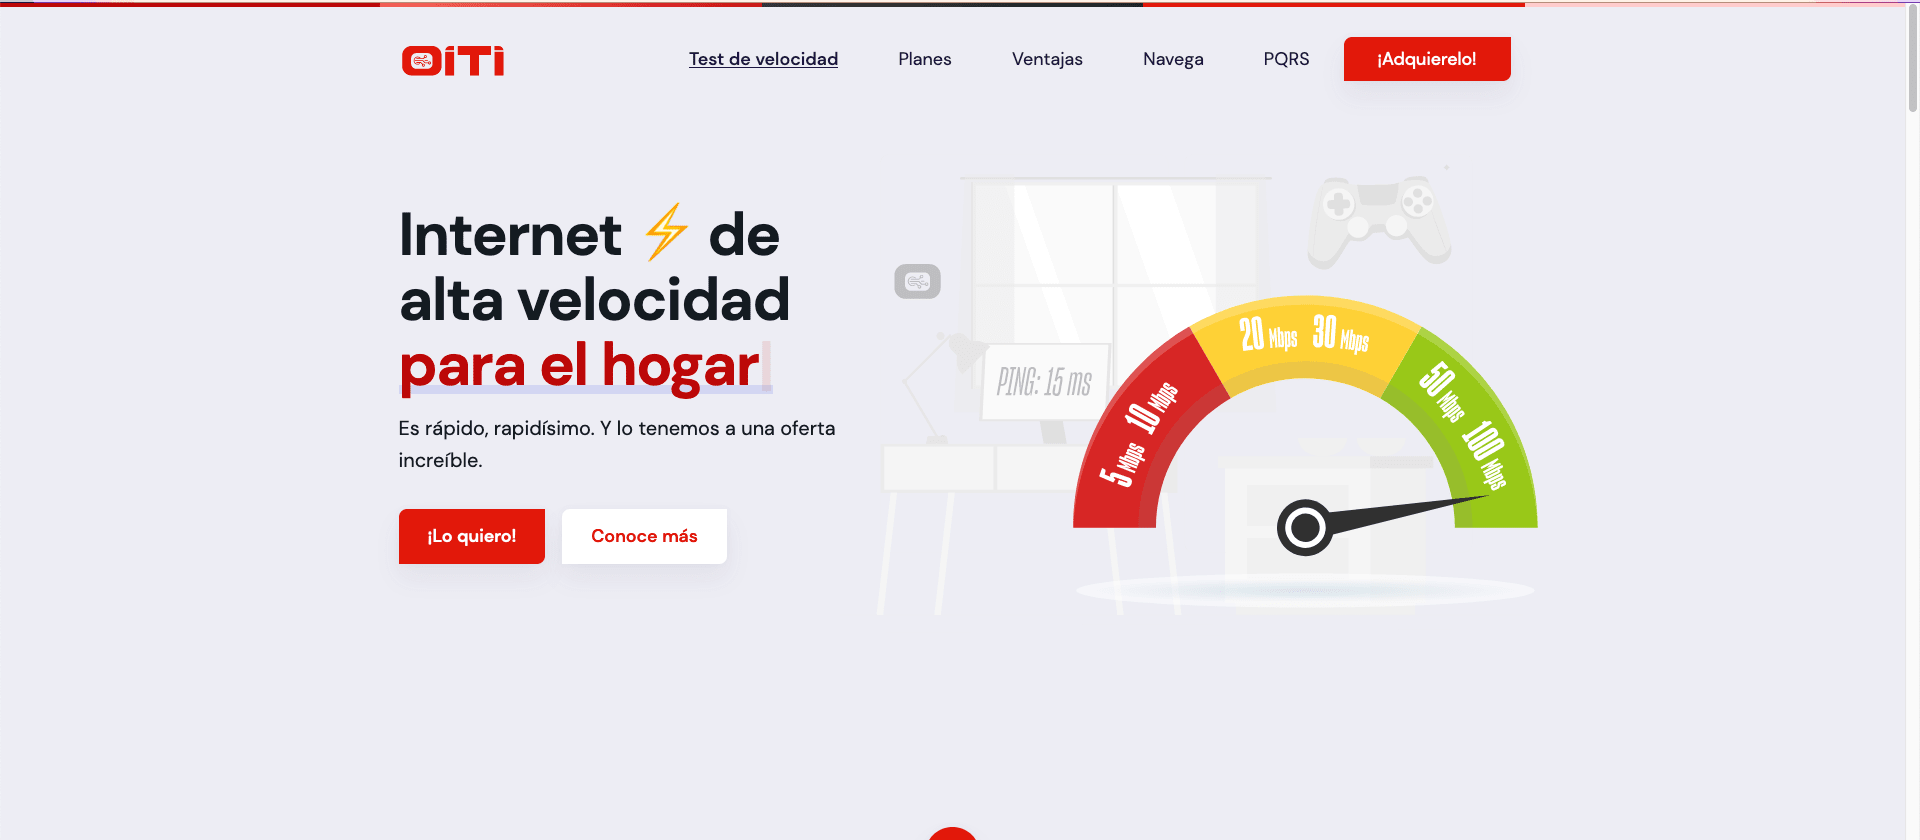 OiTi
Test de velocidad
Planes
Ventajas
Navega
PQRS
¡Adquierelo!
Internet ⚡ de
alta velocidad
para el hogar
Es rápido, rapidísimo. Y lo tenemos a una oferta
increíble.
¡Lo quiero!
Conoce más
PING: 15 ms
5 Mbps
10 Mbps
20 Mbps
30 Mbps
50 Mbps
100 Mbps